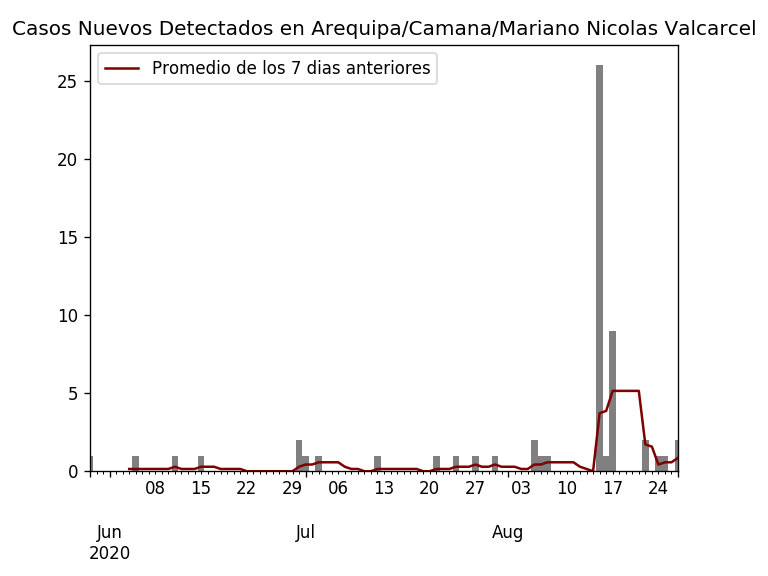 Casos Nuevos Detectados en Arequipa/Camana/Mariano Nicolas Valcarcel
Promedio de los 7 dias anteriores
25
20
15
10
5
0
08 15 22 29 06 13 20 27 03 10 17 24
Jun Jul Aug
2020